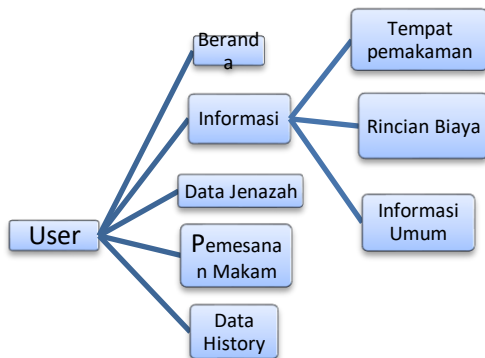 User
Berand
a
Informasi
Data Jenazah
Pemesana
n Makam
Data
History
Tempat
pemakaman
Rincian Biaya
Informasi
Umum